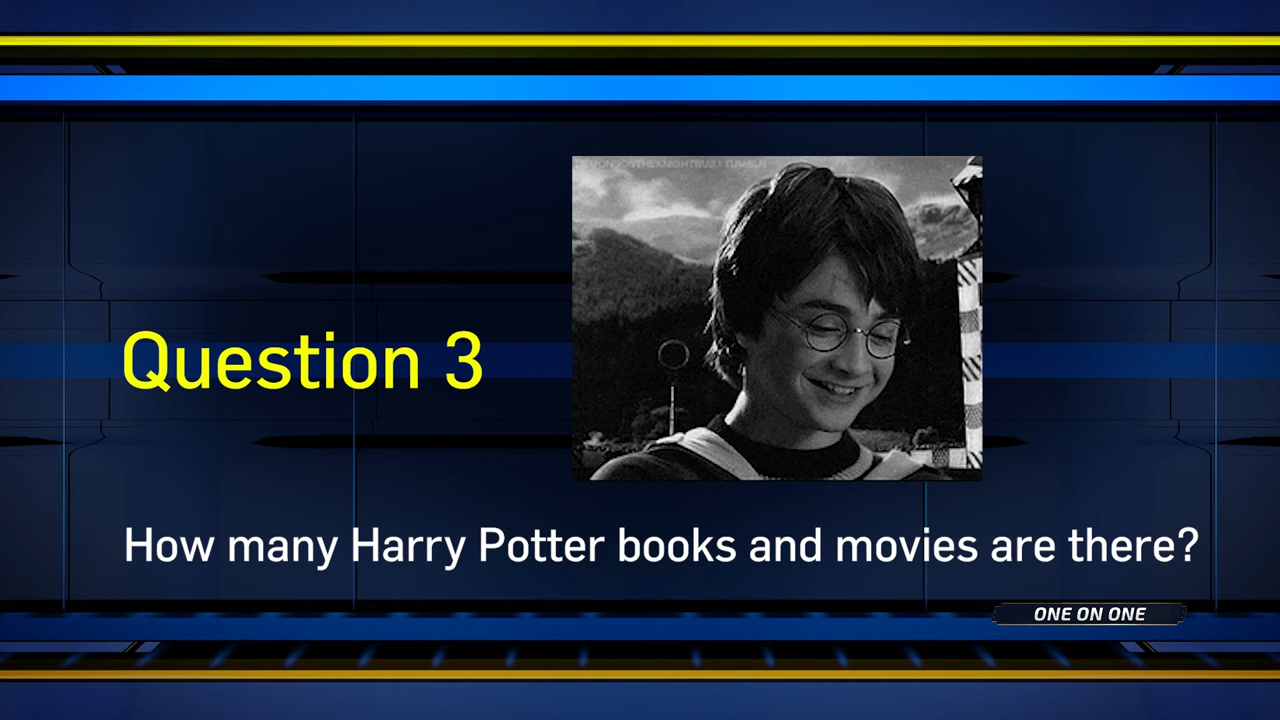 Question 3
How many Harry Potter books and movies are there?
ONE ON ONE